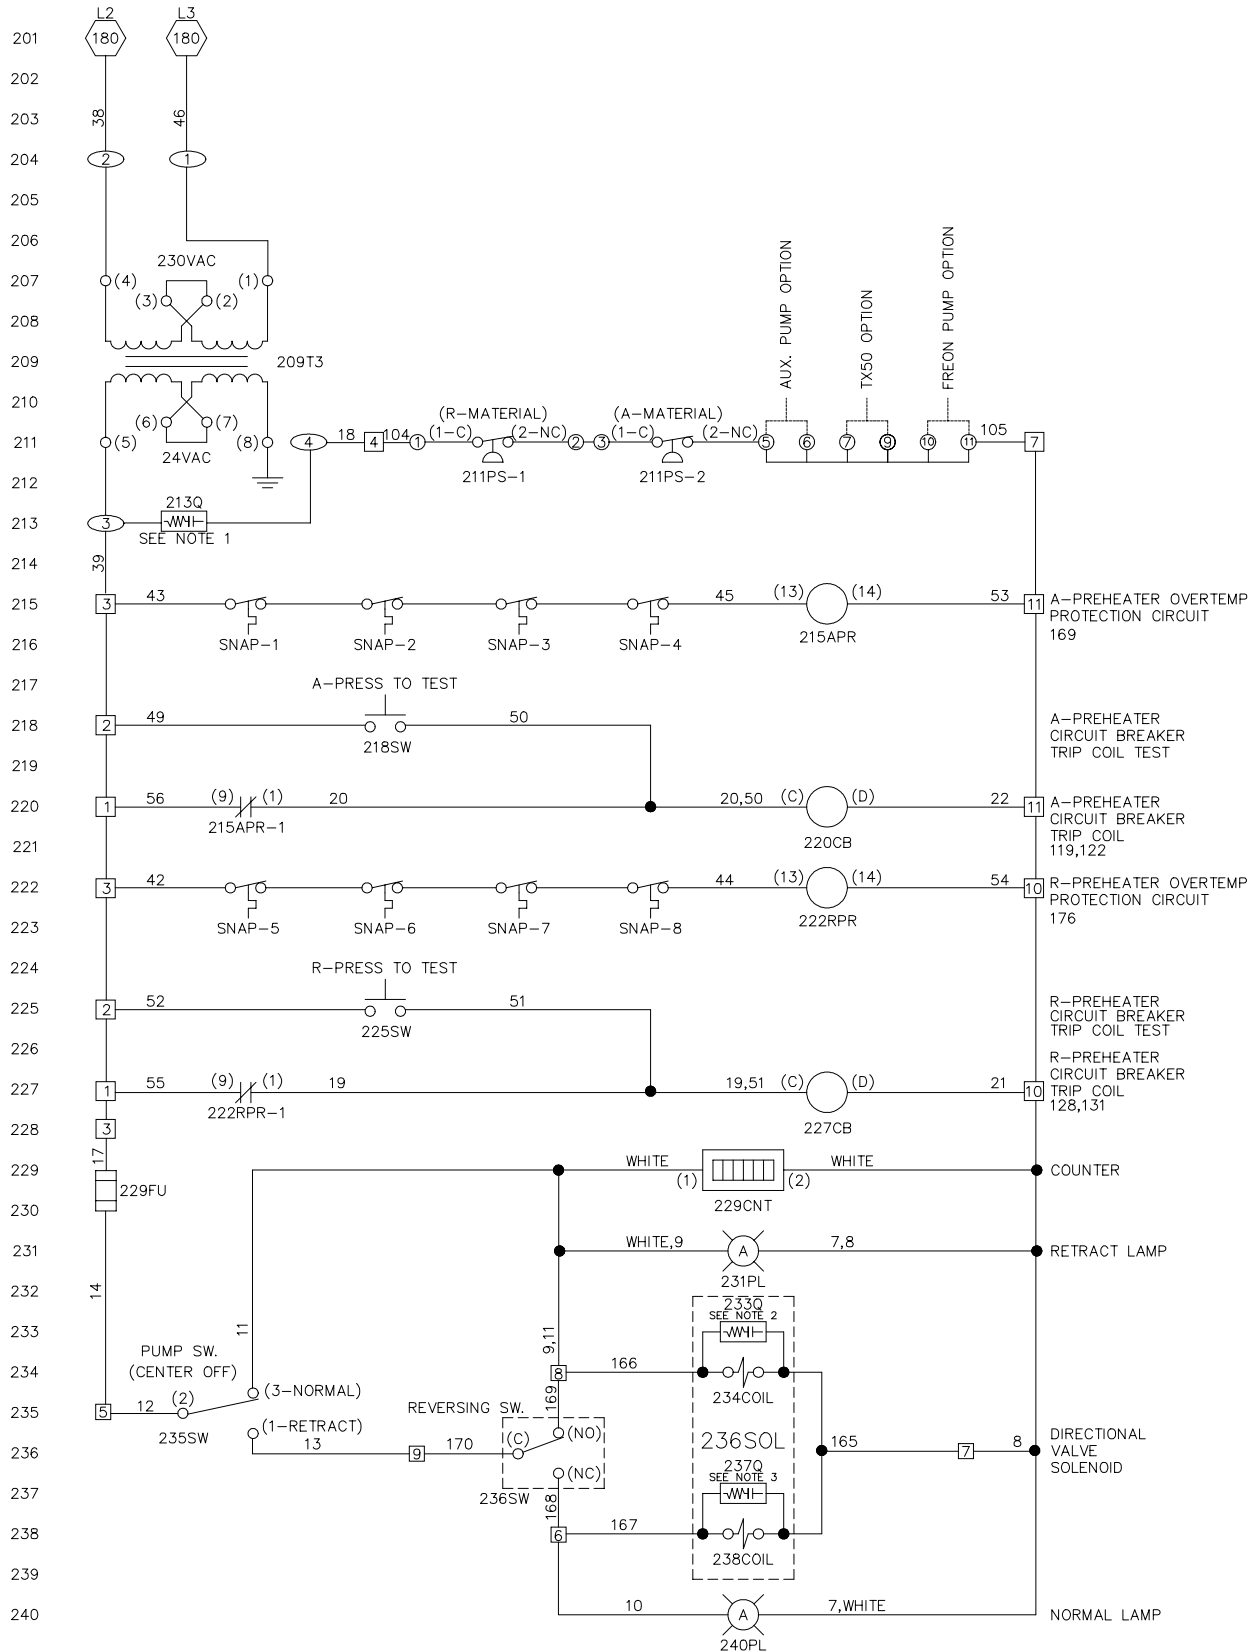 L2 L3
201 180 180
202
203 38 46
204 2 1
205
206
230VAC
207 (4) (1)
(3) (2)
208
AUX. PUMP OPTION
TX50 OPTION
FREON PUMP OPTION
209 209T3
210
(6) (7) (R-MATERIAL) (A-MATERIAL)
211 (5) (8) 4 18 4 104 1 (1-C) (2-NC) 2 3 (1-C) (2-NC) 5 6 7 9 10 11 105 7
24VAC
211PS-1 211PS-2
212
213Q
213 3
SEE NOTE 1
214 39
215 3 43 45 (13) (14) 53 11 A-PREHEATER OVERTEMP
PROTECTION CIRCUIT
169
216 SNAP-1 SNAP-2 SNAP-3 SNAP-4 215APR
217 A-PRESS TO TEST
218 2 49 50
218SW
A-PREHEATER
CIRCUIT BREAKER
TRIP COIL TEST
219
220 1 56 (9) (1) 20 20,50 (C) (D) 22 11 A-PREHEATER
CIRCUIT BREAKER
TRIP COIL
119,122
215APR-1 220CB
221
222 3 42 44 (13) (14) 54 10 R-PREHEATER OVERTEMP
PROTECTION CIRCUIT
176
223 SNAP-5 SNAP-6 SNAP-7 SNAP-8 222RPR
224 R-PRESS TO TEST
225 2 52 51
225SW
R-PREHEATER
CIRCUIT BREAKER
TRIP COIL TEST
226
227 1 55 (9) (1) 19 19,51 (C) (D) 21 10 R-PREHEATER
CIRCUIT BREAKER
TRIP COIL
128,131
222RPR-1 227CB
228 3
17
229 WHITE (1) (2) WHITE COUNTER
229FU 229CNT
230
231 WHITE,9 A 7,8 RETRACT LAMP
231PL
232 14
233Q
233 SEE NOTE 2
11 9,11
PUMP SW.
234 (CENTER OFF) 8 166
234COIL
169
235 5 12 (2) (3-NORMAL) REVERSING SW.
235SW (1-RETRACT) (NO)
236 13 9 170 (C) 236SOL 165 7 8 DIRECTIONAL
VALVE
SOLENOID
(NC) 237Q
237 SEE NOTE 3
236SW 168
238 6 167
238COIL
239
240 10 A 7,WHITE NORMAL LAMP
240PL